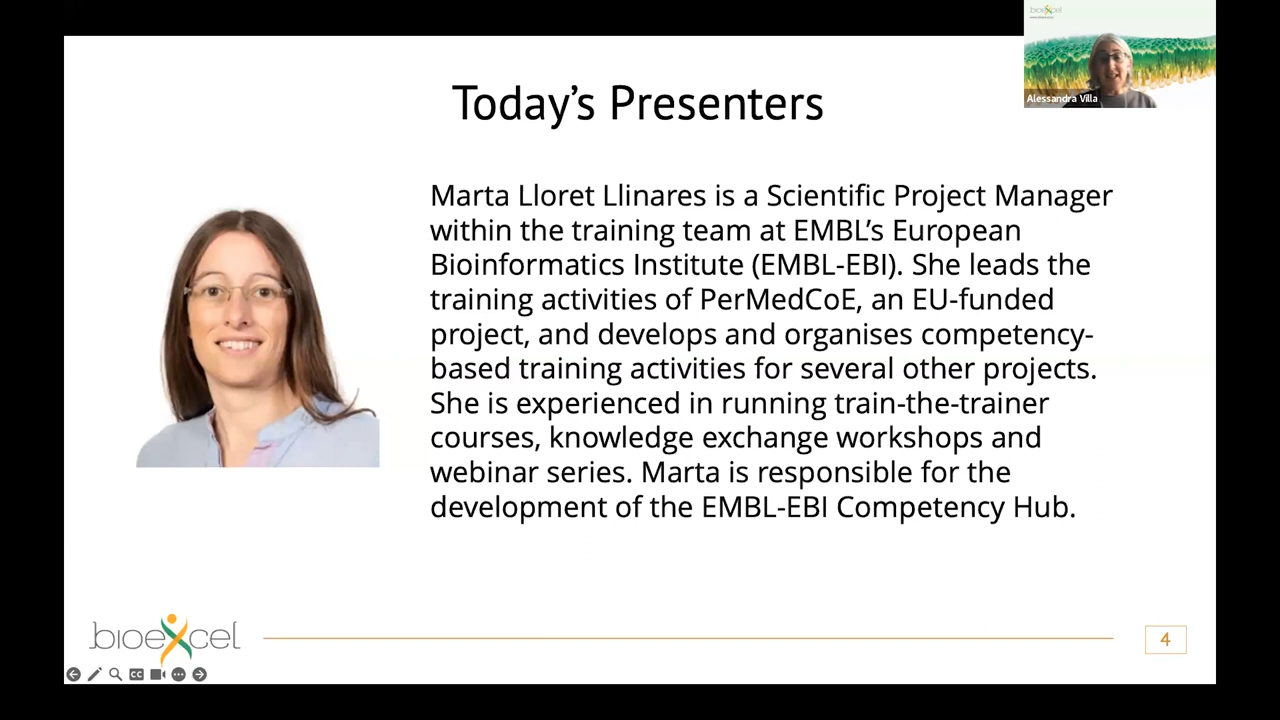 bioexcel
Alessandra Villa
Today's Presenters
Marta Lloret Llinares is a Scientific Project Manager
within the training team at EMBL's European
Bioinformatics Institute (EMBL-EBI). She leads the
training activities of PerMedCoE, an EU-funded
project, and develops and organises competency-
based training activities for several other projects.
She is experienced in running train-the-trainer
courses, knowledge exchange workshops and
webinar series. Marta is responsible for the
development of the EMBL-EBI Competency Hub.
bioexcel
4
CC